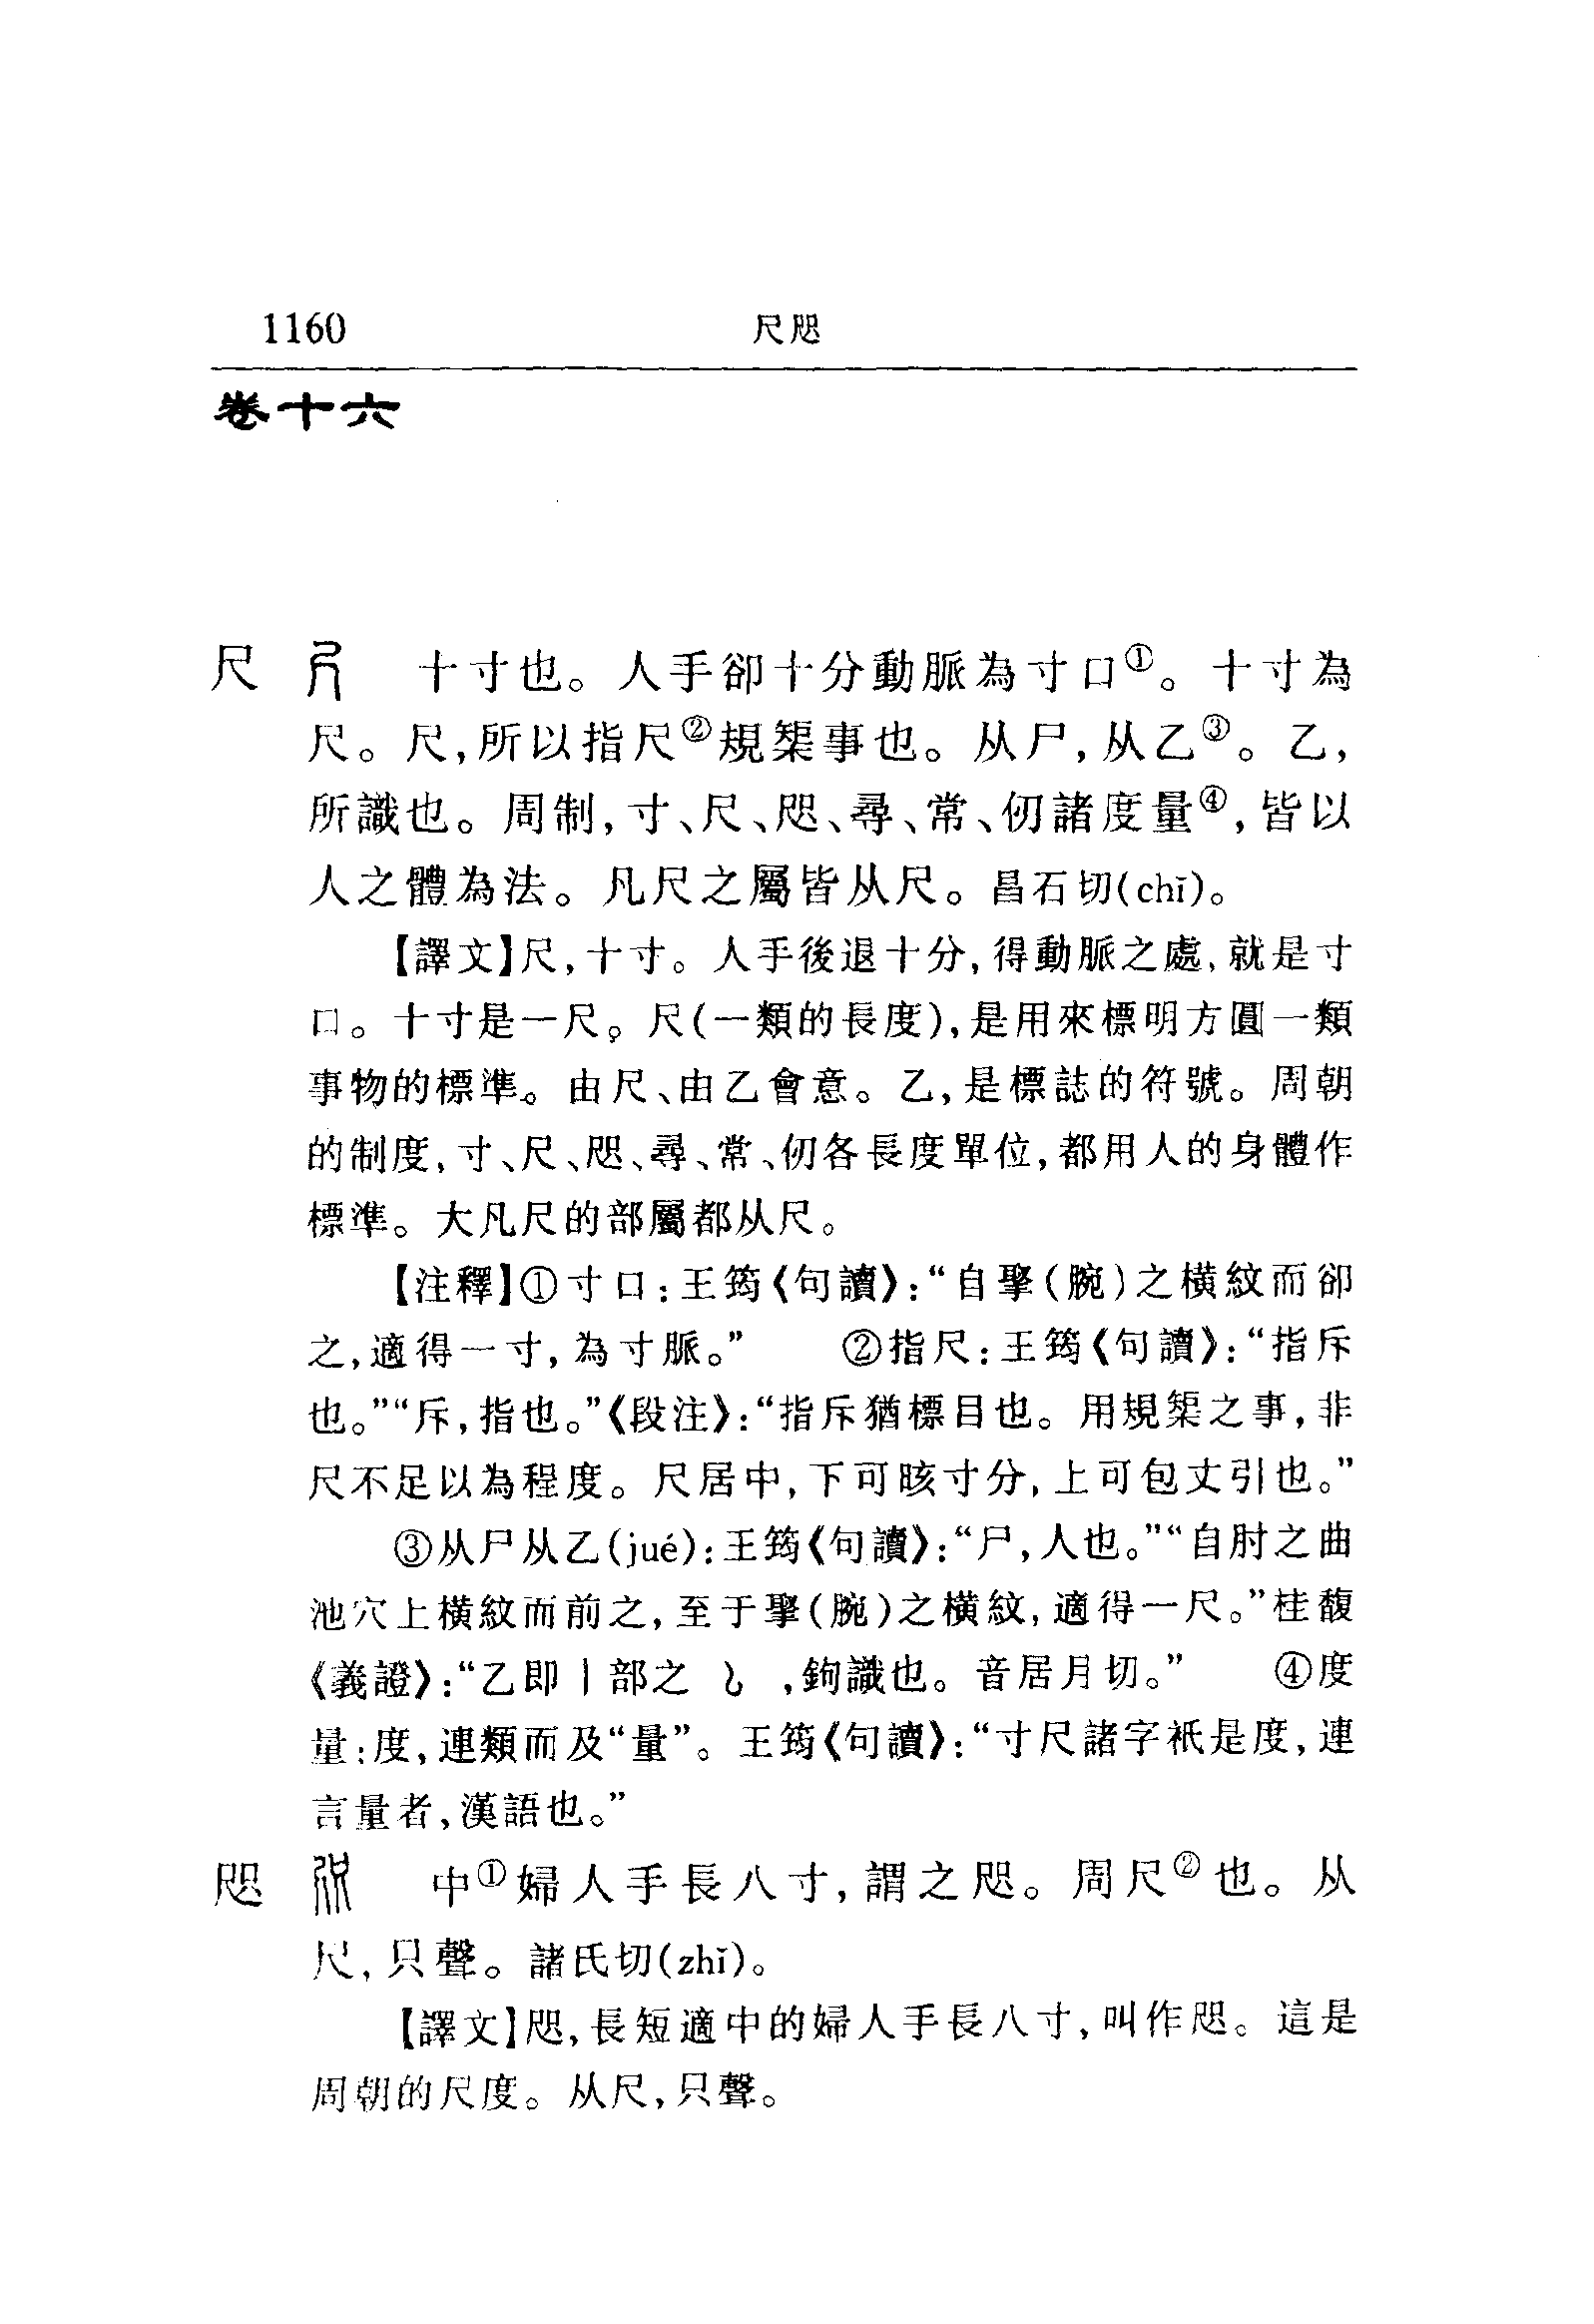 1160 尺咫
卷十六
尺 十寸也。人手卻十分動脈為寸口①。十寸為
尺。尺,所以指尺②規榘事也。从尸,从乙③。乙,
所識也。周制,寸、尺、咫、尋、常、仞諸度量④,皆以
人之體為法。凡尺之屬皆从尺。昌石切(chǐ)。
【譯文】尺,十寸。人手後退十分,得動脈之處,就是寸
口。十寸是一尺。尺(一類的長度),是用來標明方圓一類
事物的標準。由尺、由乙會意。乙,是標誌的符號。周朝
的制度,寸、尺、咫、尋、常、仞各長度單位,都用人的身體作
標準。大凡尺的部屬都从尺。
【注釋】①寸口:王筠《句讀》:“自掔(腕)之橫紋而卻
之,適得一寸,為寸脈。” ②指尺:王筠《句讀》:“指斥
也。”“斥,指也。”《段注》:“指斥猶標目也。用規榘之事,非
尺不足以為程度。尺居中,下可晐寸分,上可包丈引也。”
③从尸从乙(jué):王筠《句讀》:“尸,人也。”“自肘之曲
池穴上橫紋而前之,至于掔(腕)之橫紋,適得一尺。”桂馥
《義證》:“乙即丨部之 ,鉤識也。音居月切。” ④度
量:度,連類而及“量”。王筠《句讀》:“寸尺諸字衹是度,連
言量者,漢語也。”
咫 中①婦人手長八寸,謂之咫。周尺②也。从
尺,只聲。諸氏切(zhǐ)。
【譯文】咫,長短適中的婦人手長八寸,叫作咫。這是
周朝的尺度。从尺,只聲。